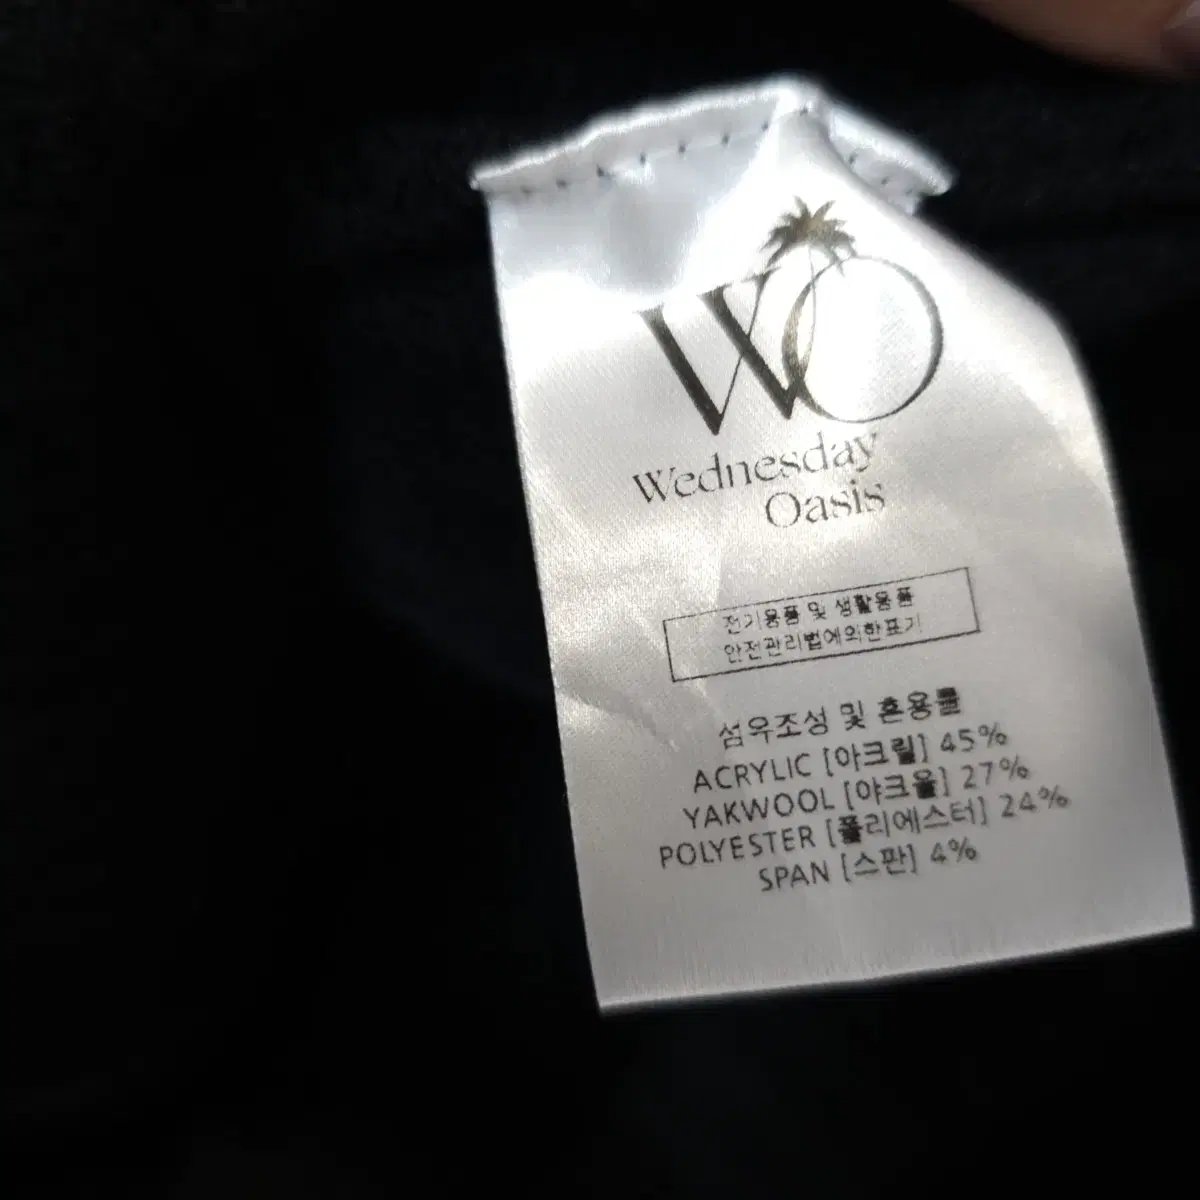 WO
Wednesday
Oasis
전기용품 및 생활용품
안전관리법에의한표기
섬유조성 및 혼용률
ACRYLIC [아크릴] 45%
YAKWOOL [야크울] 27%
POLYESTER [폴리에스터] 24%
SPAN [스판] 4%